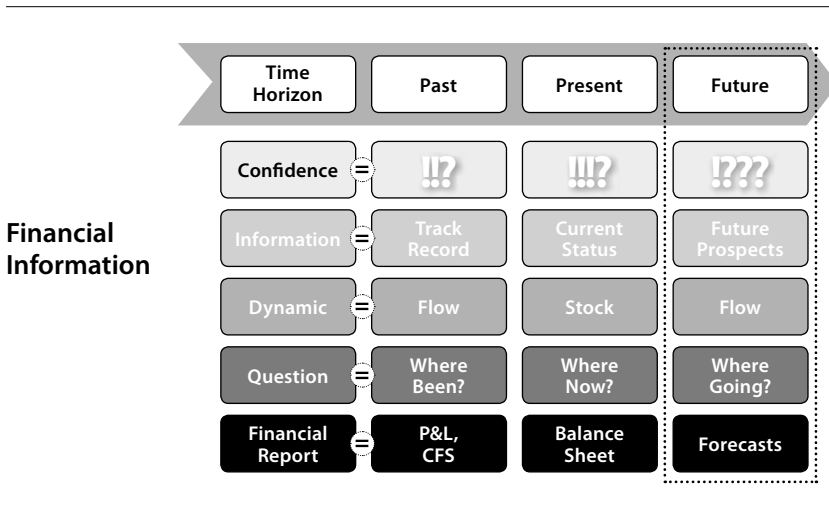 Time
Horizon
Past
Present
Future
Confidence
=
!!?
!!!?
!???
Financial
Information
Information
=
Track
Record
Current
Status
Future
Prospects
Dynamic
=
Flow
Stock
Flow
Question
=
Where
Been?
Where
Now?
Where
Going?
Financial
Report
=
P&L,
CFS
Balance
Sheet
Forecasts